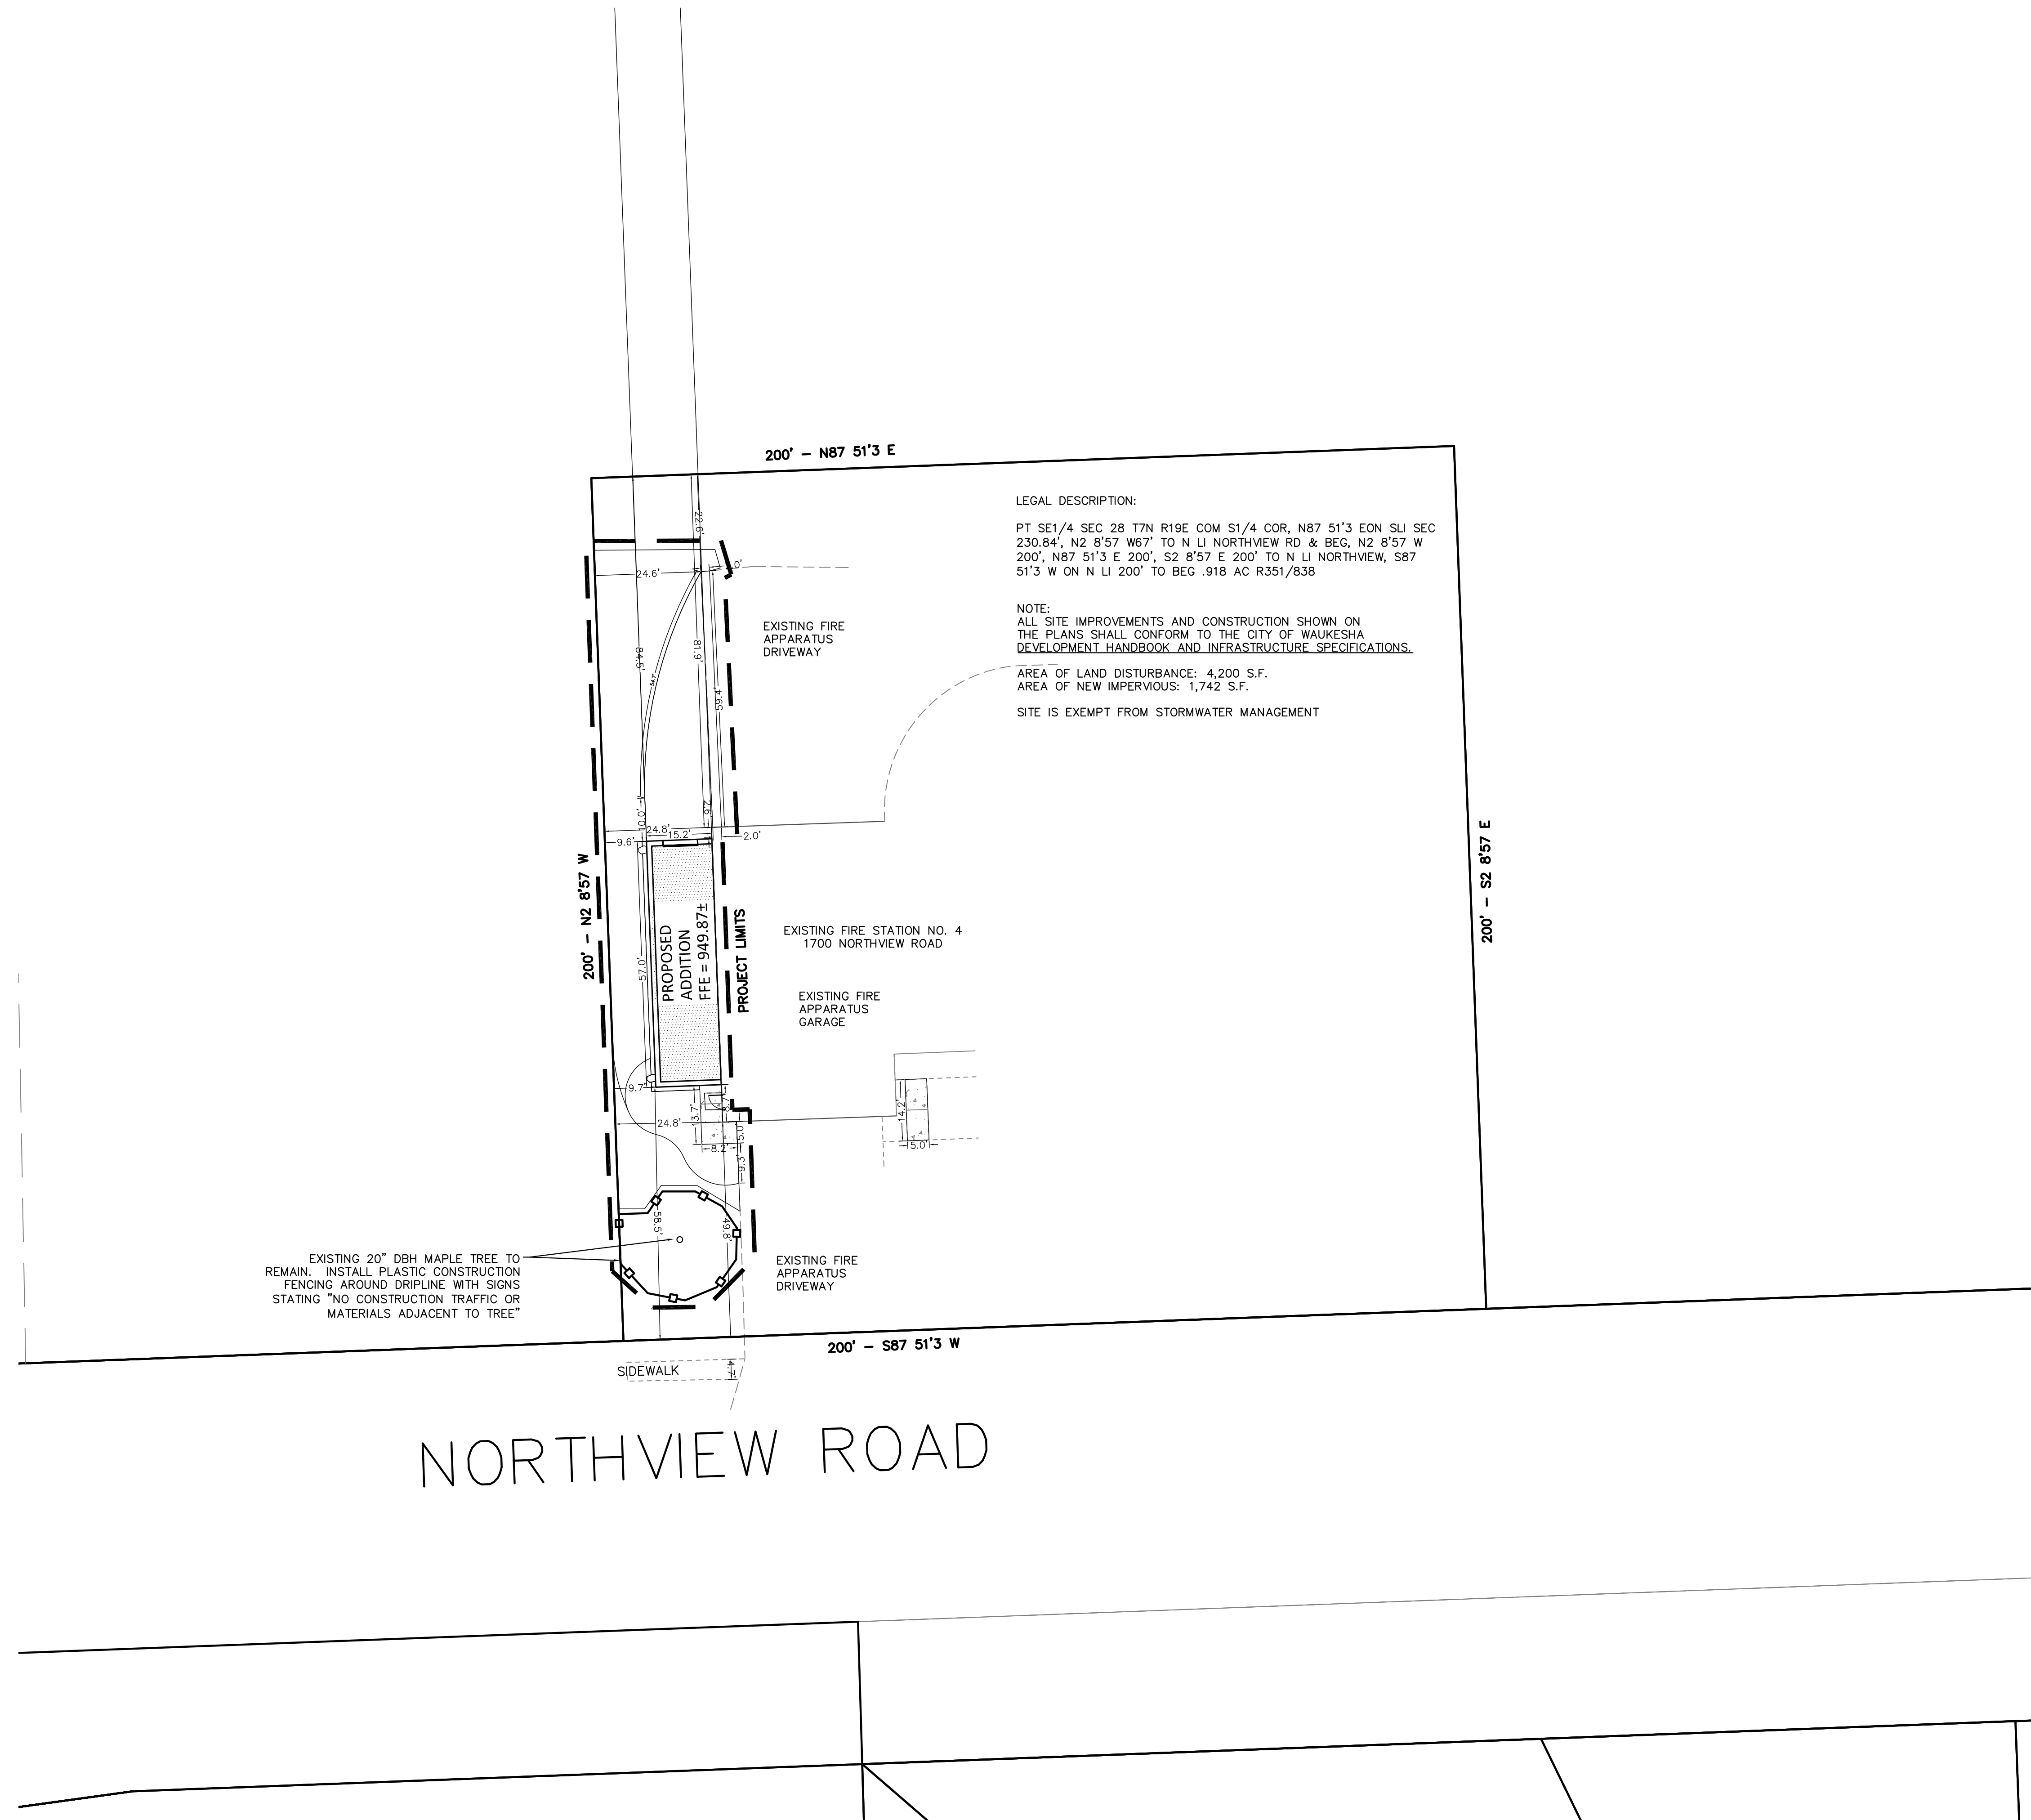 200' – N87 51'3 E
LEGAL DESCRIPTION:
PT SE1/4 SEC 28 T7N R19E COM S1/4 COR, N87 51'3 EON SLI SEC
230.84', N2 8'57 W67' TO N LI NORTHVIEW RD & BEG, N2 8'57 W
200', N87 51'3 E 200', S2 8'57 E 200' TO N LI NORTHVIEW, S87
51'3 W ON N LI 200' TO BEG .918 AC R351/838
NOTE:
ALL SITE IMPROVEMENTS AND CONSTRUCTION SHOWN ON
THE PLANS SHALL CONFORM TO THE CITY OF WAUKESHA
DEVELOPMENT HANDBOOK AND INFRASTRUCTURE SPECIFICATIONS.
AREA OF LAND DISTURBANCE: 4,200 S.F.
AREA OF NEW IMPERVIOUS: 1,742 S.F.
SITE IS EXEMPT FROM STORMWATER MANAGEMENT
22.6'
24.6'
EXISTING FIRE
APPARATUS
DRIVEWAY
84.5'
81.9'
59.4'
10.0'
2.6'
24.8'
15.2'
9.6'
2.0'
200' – N2 8'57 W
200' – S2 8'57 E
PROPOSED
ADDITION
FFE = 949.87±
57.0'
PROJECT LIMITS
EXISTING FIRE STATION NO. 4
1700 NORTHVIEW ROAD
EXISTING FIRE
APPARATUS
GARAGE
9.7'
13.7'
24.8'
8.2'
5.0'
9.3'
14.2'
5.0'
58.5'
49.8'
EXISTING 20" DBH MAPLE TREE TO
REMAIN. INSTALL PLASTIC CONSTRUCTION
FENCING AROUND DRIPLINE WITH SIGNS
STATING "NO CONSTRUCTION TRAFFIC OR
MATERIALS ADJACENT TO TREE"
EXISTING FIRE
APPARATUS
DRIVEWAY
200' – S87 51'3 W
SIDEWALK
4.7'
NORTHVIEW ROAD